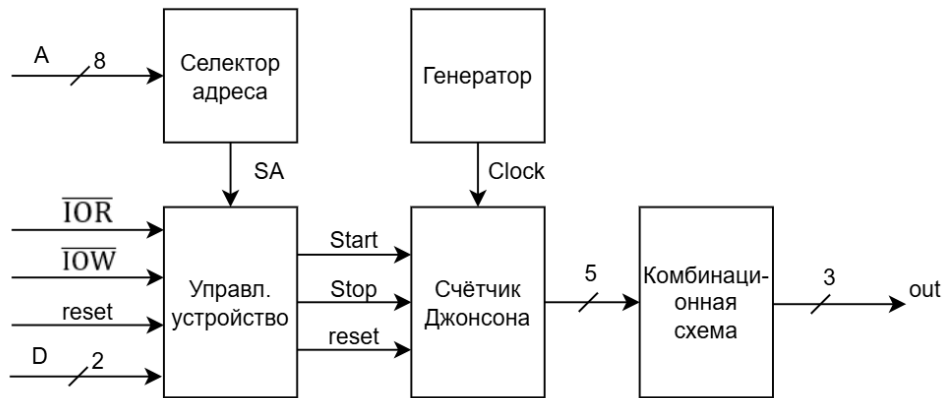 A
8
Селектор
адреса
Генератор
SA
Clock
IOR
IOW
reset
D
2
Управл.
устройство
Start
Stop
reset
Счётчик
Джонсона
5
Комбинаци-
онная
схема
3
out